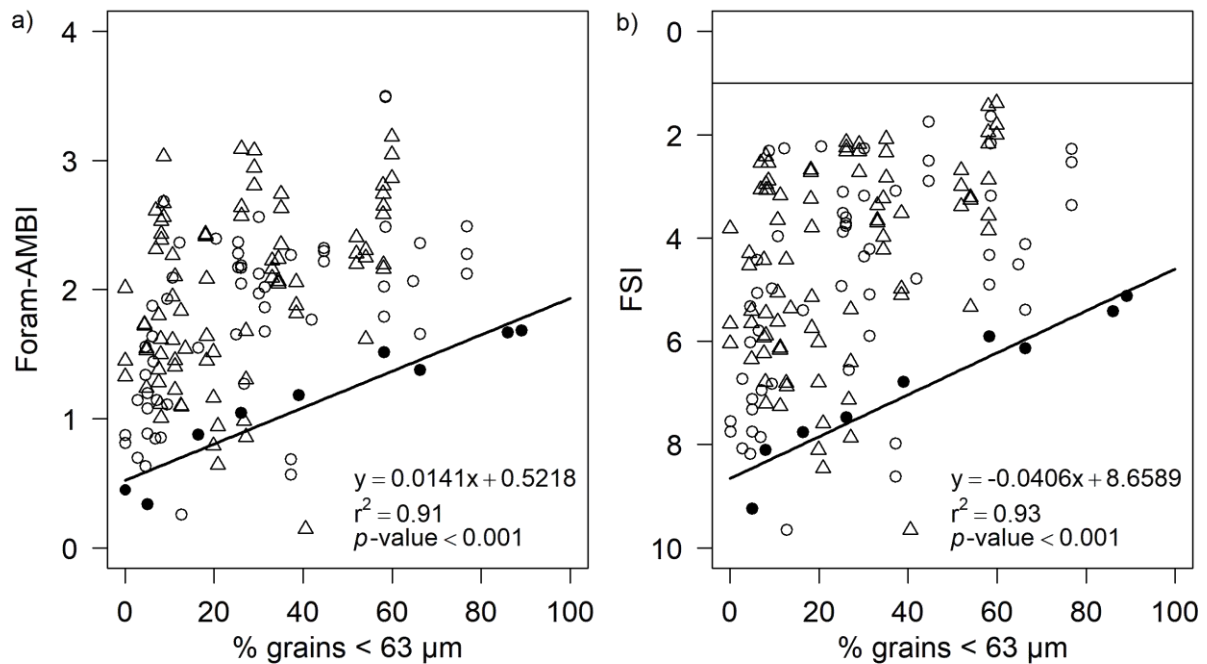 a)
4
3
2
1
0
Foram-AMBI
y = 0.0141x + 0.5218
r² = 0.91
p-value < 0.001
0 20 40 60 80 100
% grains < 63 µm
b)
0
2
4
6
8
10
FSI
y = -0.0406x + 8.6589
r² = 0.93
p-value < 0.001
0 20 40 60 80 100
% grains < 63 µm